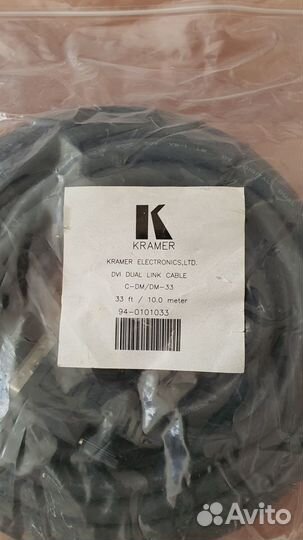 K
KRAMER
KRAMER ELECTRONICS,LTD.
DVI DUAL LINK CABLE
C-DM/DM-33
33 ft / 10.0 meter
94-0101033
Avito